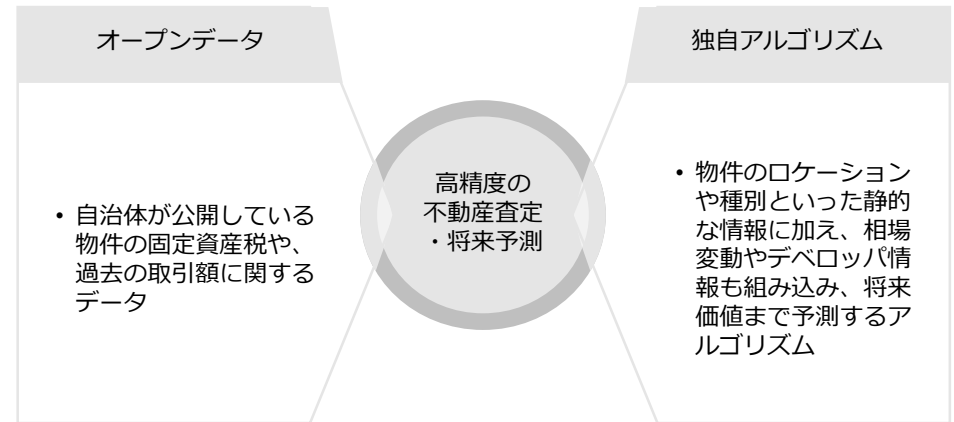 オープンデータ
• 自治体が公開している
物件の固定資産税や、
過去の取引額に関する
データ
高精度の
不動産査定
・将来予測
独自アルゴリズム
• 物件のロケーション
や種別といった静的
な情報に加え、相場
変動やデベロッパ情
報も組み込み、将来
価値まで予測するア
ルゴリズム